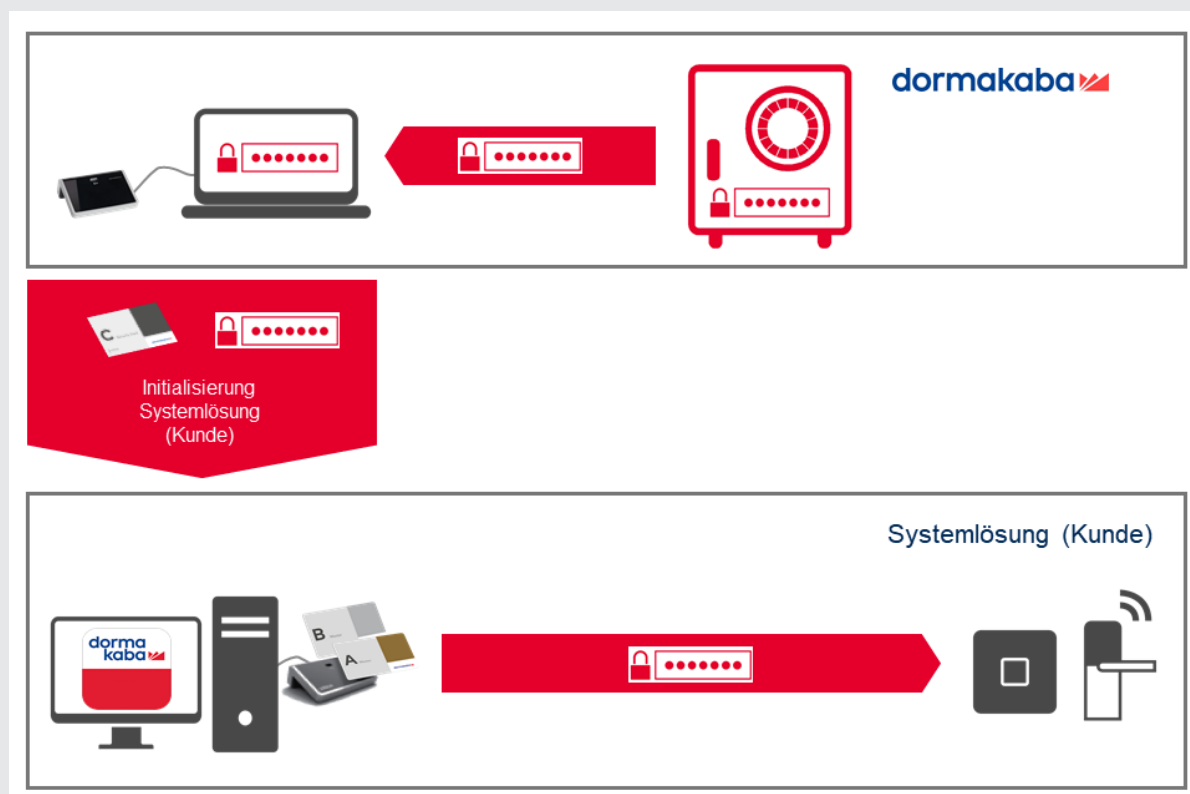 dormakaba
C
Initialisierung
Systemlösung
(Kunde)
Systemlösung (Kunde)
dorma
kaba
B
A